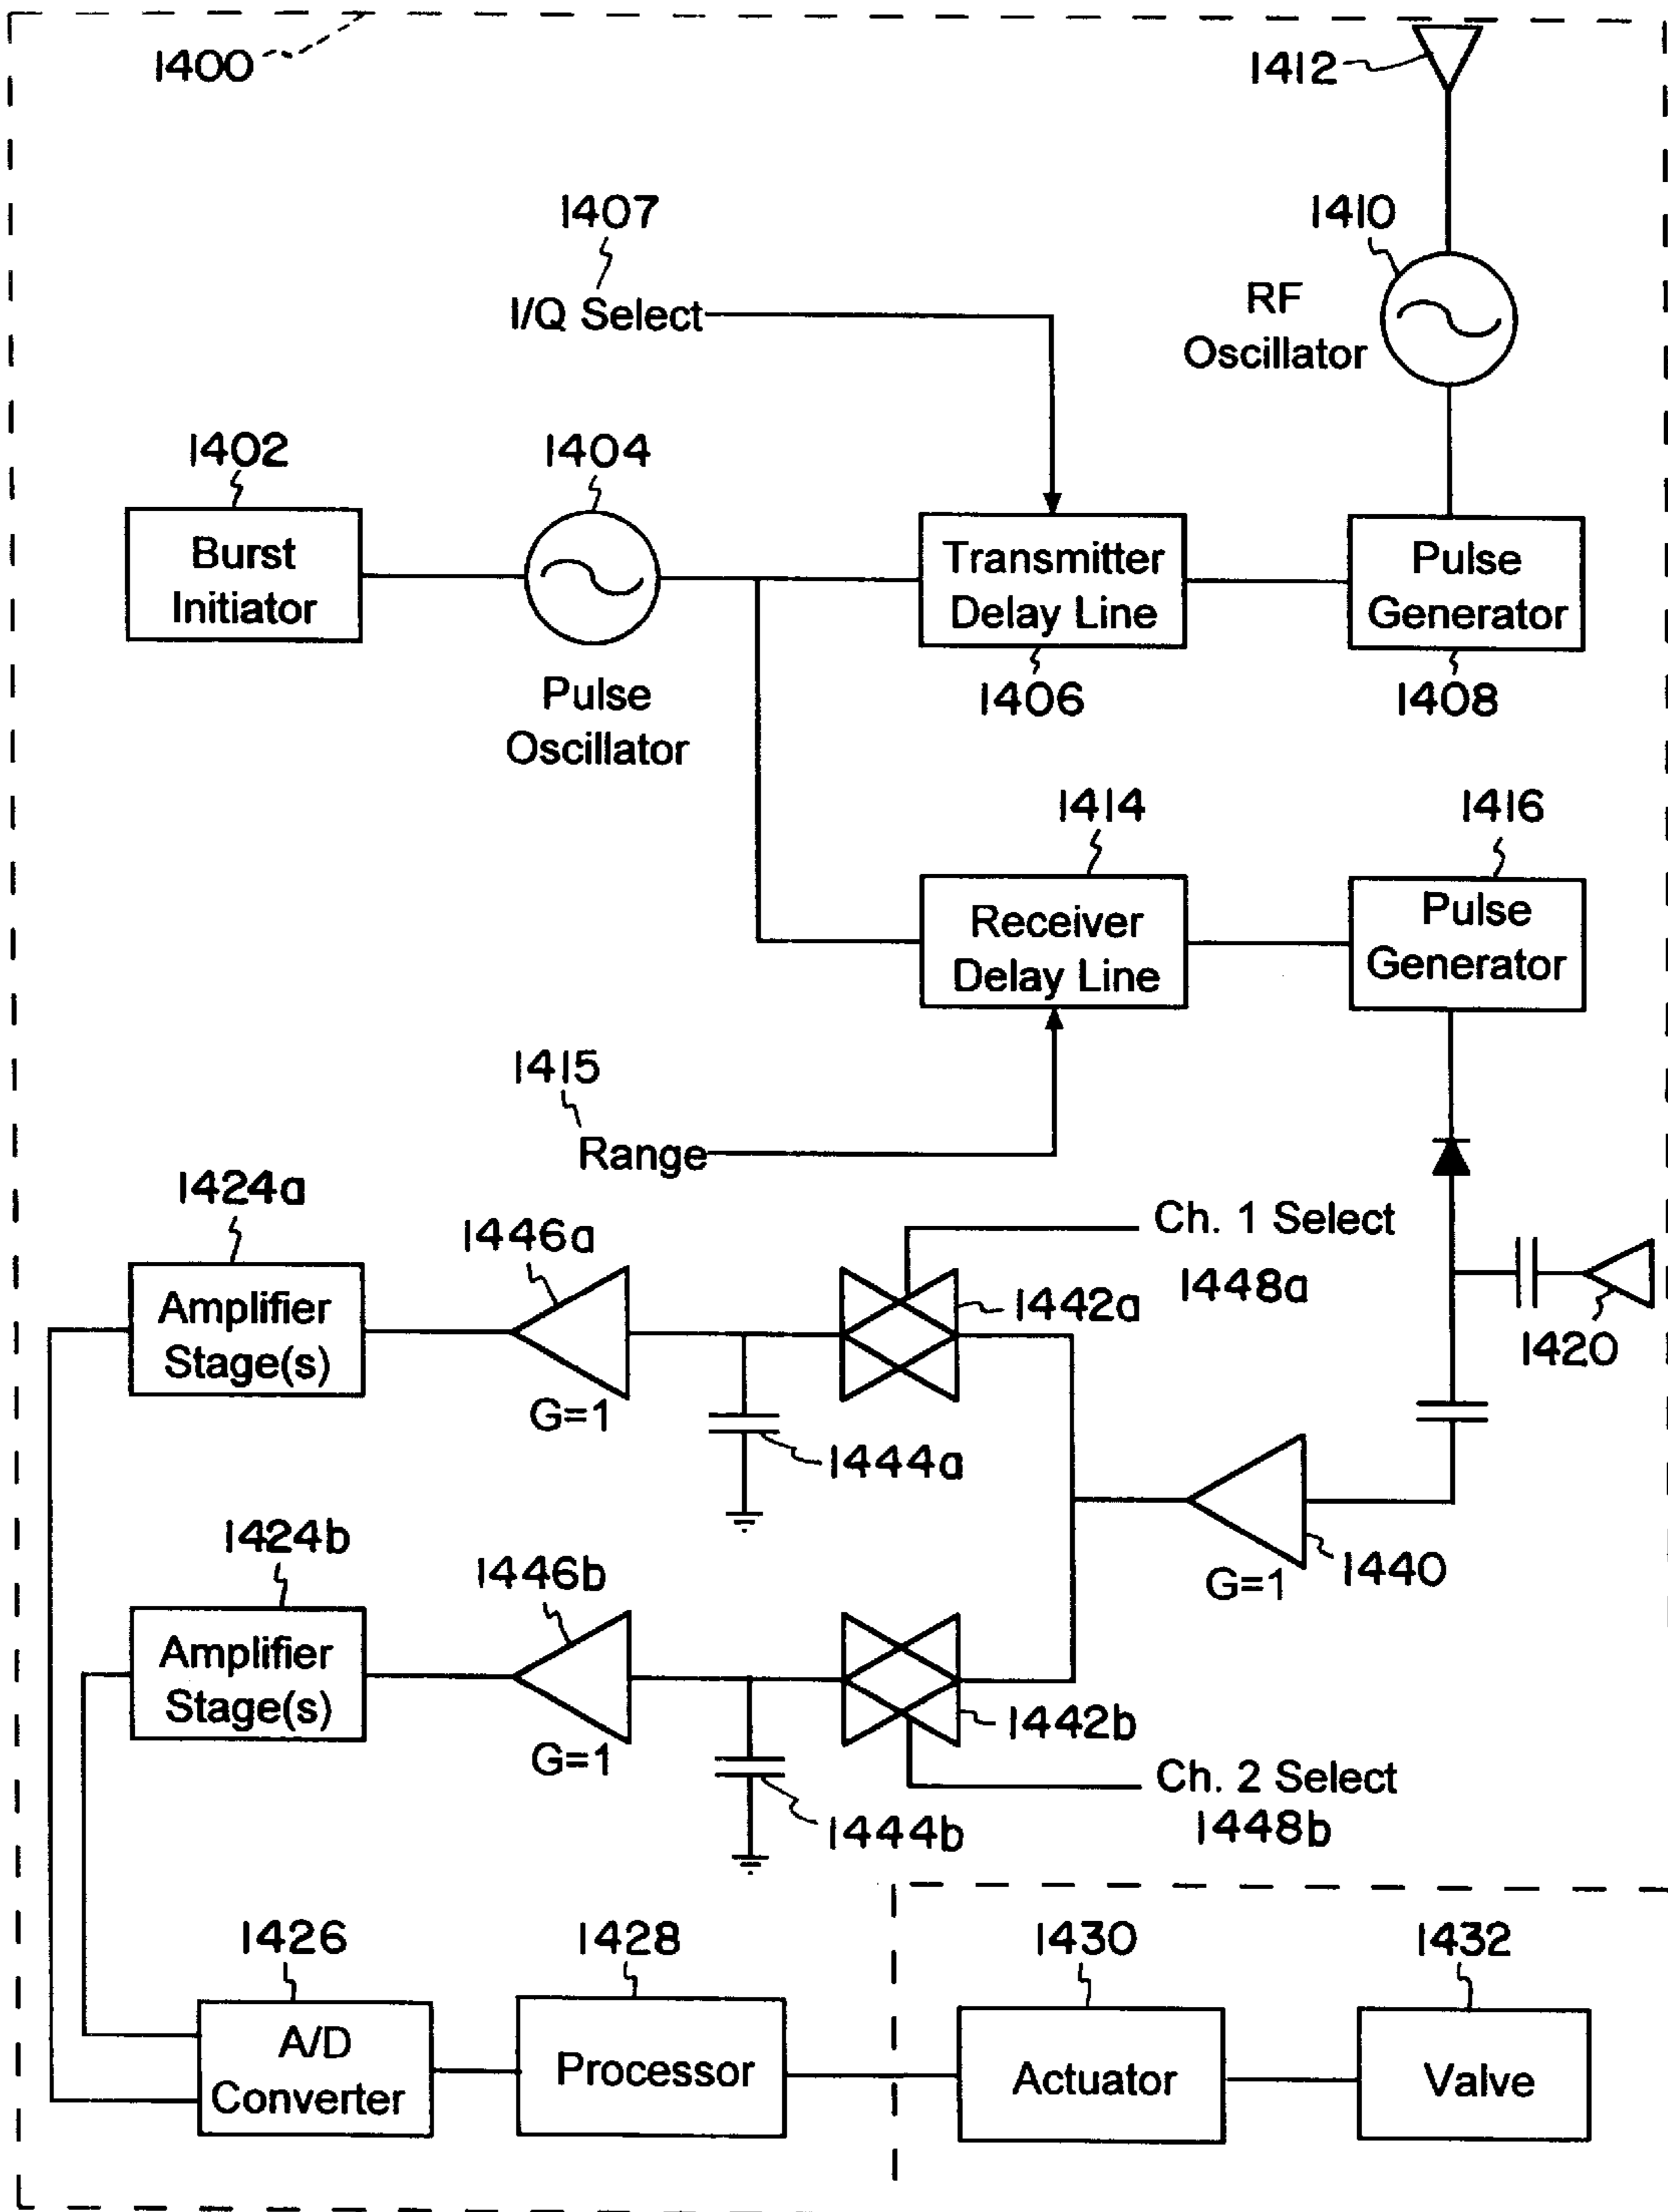 1400
1412
1407
I/Q Select
1410
RF
Oscillator
1402
Burst
Initiator
1404
Pulse
Oscillator
Transmitter
Delay Line
1406
Pulse
Generator
1408
1414
Receiver
Delay Line
1416
Pulse
Generator
1415
Range
1424a
Amplifier
Stage(s)
1446a
G=1
1444a
1442a
Ch. 1 Select
1448a
1420
1440
G=1
1424b
Amplifier
Stage(s)
1446b
G=1
1444b
1442b
Ch. 2 Select
1448b
1426
A/D
Converter
1428
Processor
1430
Actuator
1432
Valve